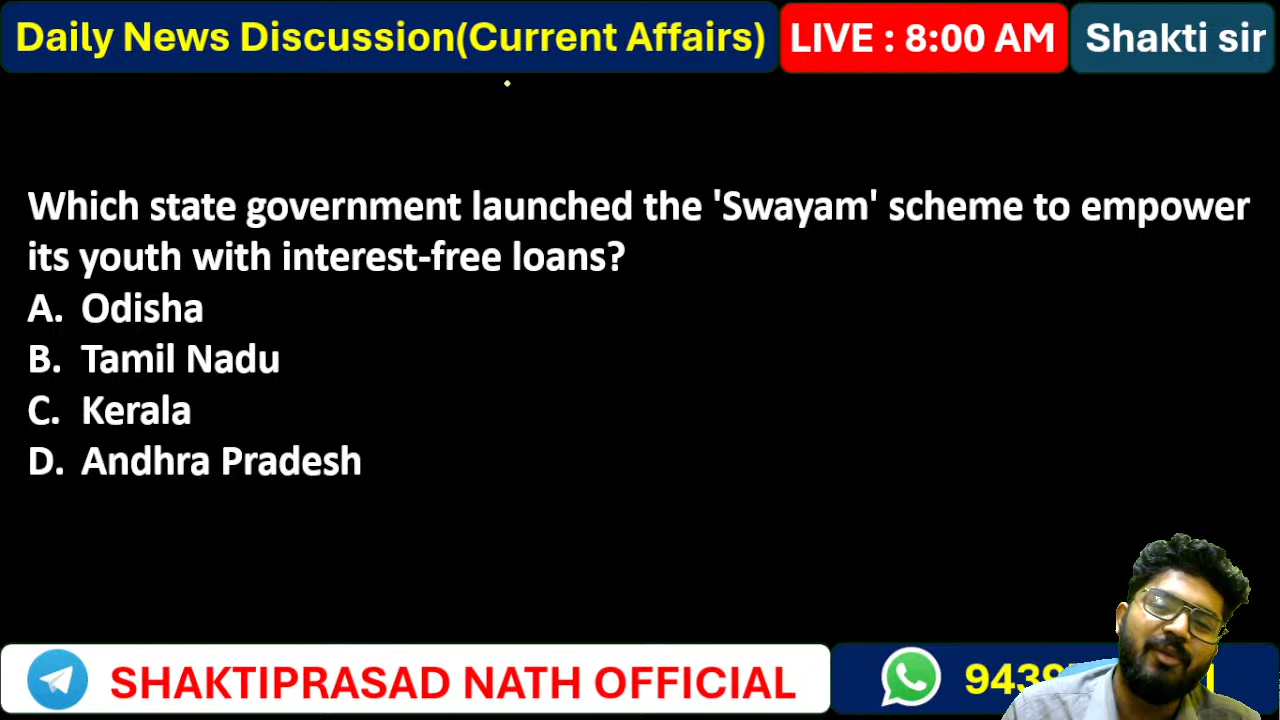 Daily News Discussion(Current Affairs) LIVE : 8:00 AM Shakti sir
Which state government launched the 'Swayam' scheme to empower
its youth with interest-free loans?
A. Odisha
B. Tamil Nadu
C. Kerala
D. Andhra Pradesh
SHAKTIPRASAD NATH OFFICIAL